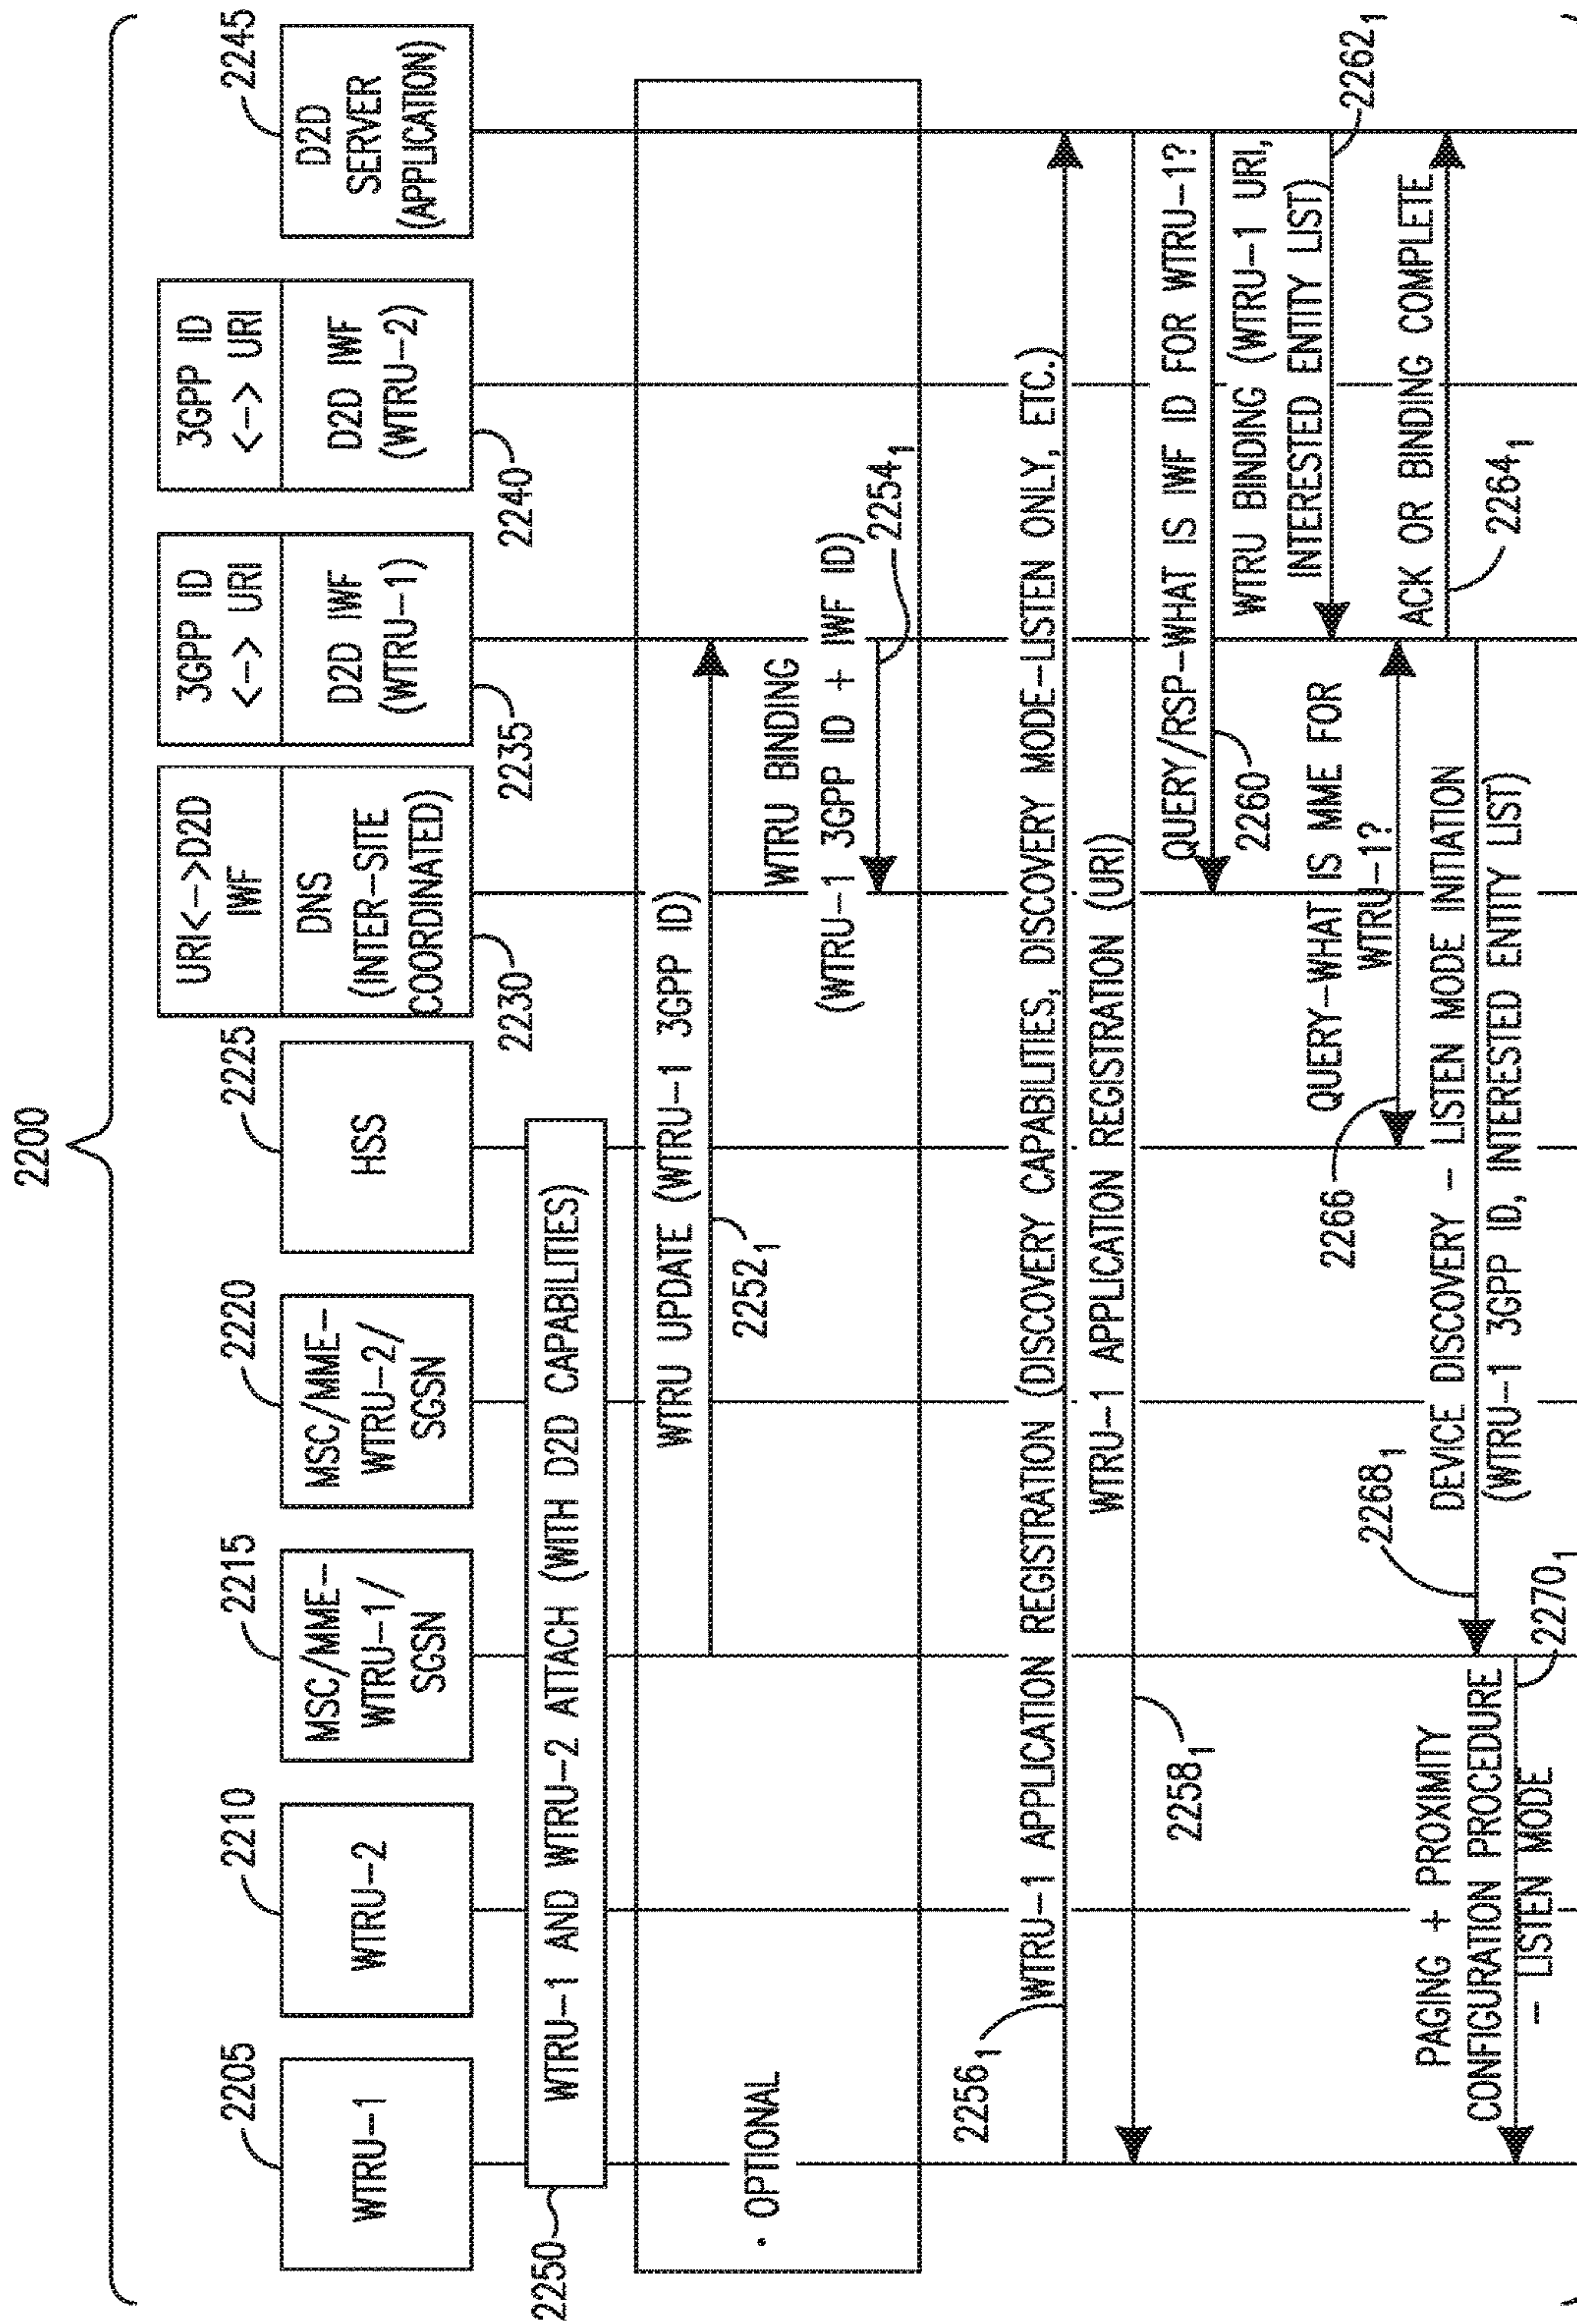 2200
2205
WTRU-1
2210
WTRU-2
2215
MSC/MME-
WTRU-1/
SGSN
2220
MSC/MME-
WTRU-2/
SGSN
2225
HSS
URI<->D2D
IWF
DNS
(INTER-SITE
COORDINATED)
2230
3GPP ID
<-> URI
D2D IWF
(WTRU-1)
2235
3GPP ID
<-> URI
D2D IWF
(WTRU-2)
2240
2245
D2D
SERVER
(APPLICATION)
2250
WTRU-1 AND WTRU-2 ATTACH (WITH D2D CAPABILITIES)
• OPTIONAL
WTRU UPDATE (WTRU-1 3GPP ID)
2252₁
WTRU BINDING
(WTRU-1 3GPP ID + IWF ID)
2254₁
2256₁
WTRU-1 APPLICATION REGISTRATION (DISCOVERY CAPABILITIES, DISCOVERY MODE-LISTEN ONLY, ETC.)
WTRU-1 APPLICATION REGISTRATION (URI)
2258₁
QUERY/RSP-WHAT IS IWF ID FOR WTRU-1?
2260
WTRU BINDING (WTRU-1 URI,
INTERESTED ENTITY LIST)
2262₁
QUERY-WHAT IS MME FOR
WTRU-1?
2266
ACK OR BINDING COMPLETE
2264₁
DEVICE DISCOVERY - LISTEN MODE INITIATION
(WTRU-1 3GPP ID, INTERESTED ENTITY LIST)
2268₁
PAGING + PROXIMITY
CONFIGURATION PROCEDURE
- LISTEN MODE
2270₁